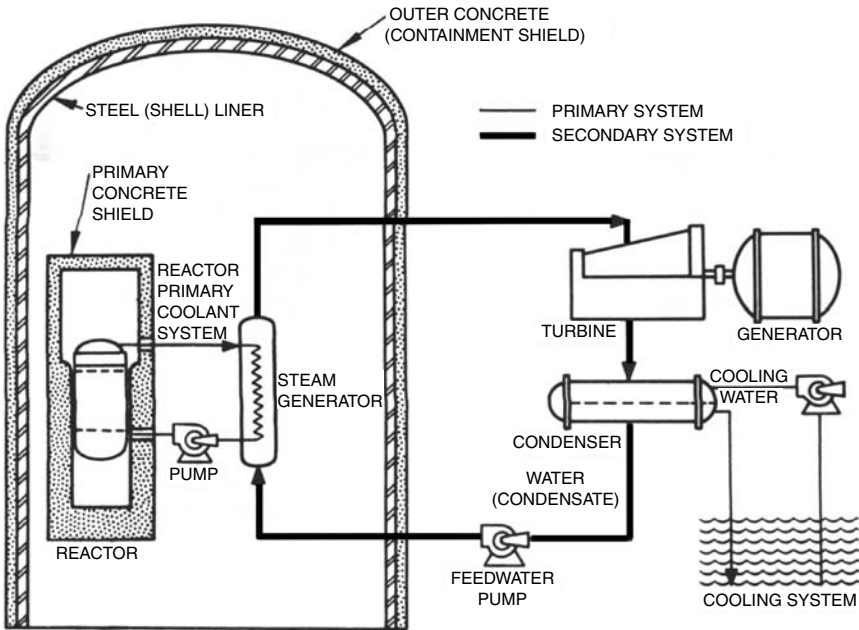 OUTER CONCRETE
(CONTAINMENT SHIELD)
STEEL (SHELL) LINER
PRIMARY SYSTEM
SECONDARY SYSTEM
PRIMARY
CONCRETE
SHIELD
REACTOR
PRIMARY
COOLANT
SYSTEM
STEAM
GENERATOR
PUMP
REACTOR
TURBINE
GENERATOR
COOLING
WATER
CONDENSER
WATER
(CONDENSATE)
FEEDWATER
PUMP
COOLING SYSTEM